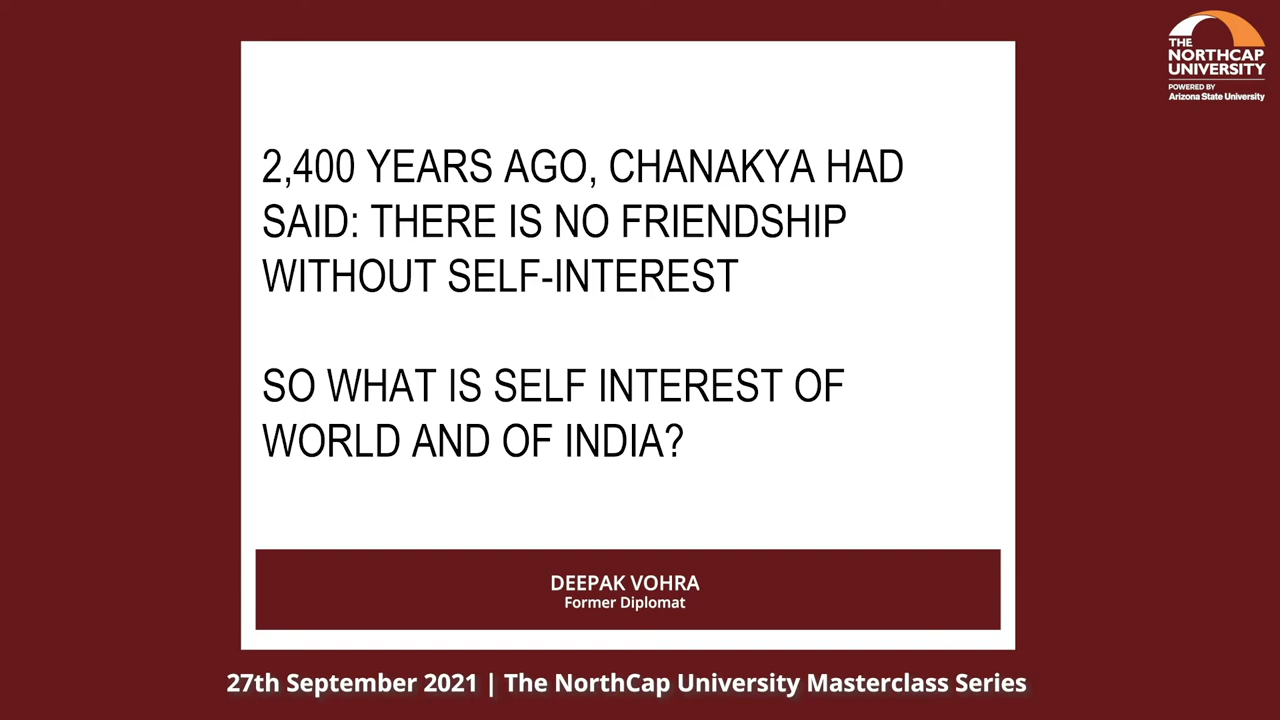 THE
NORTHCAP
UNIVERSITY
POWERED BY
Arizona State University
2,400 YEARS AGO, CHANAKYA HAD
SAID: THERE IS NO FRIENDSHIP
WITHOUT SELF-INTEREST
SO WHAT IS SELF INTEREST OF
WORLD AND OF INDIA?
DEEPAK VOHRA
Former Diplomat
27th September 2021 | The NorthCap University Masterclass Series